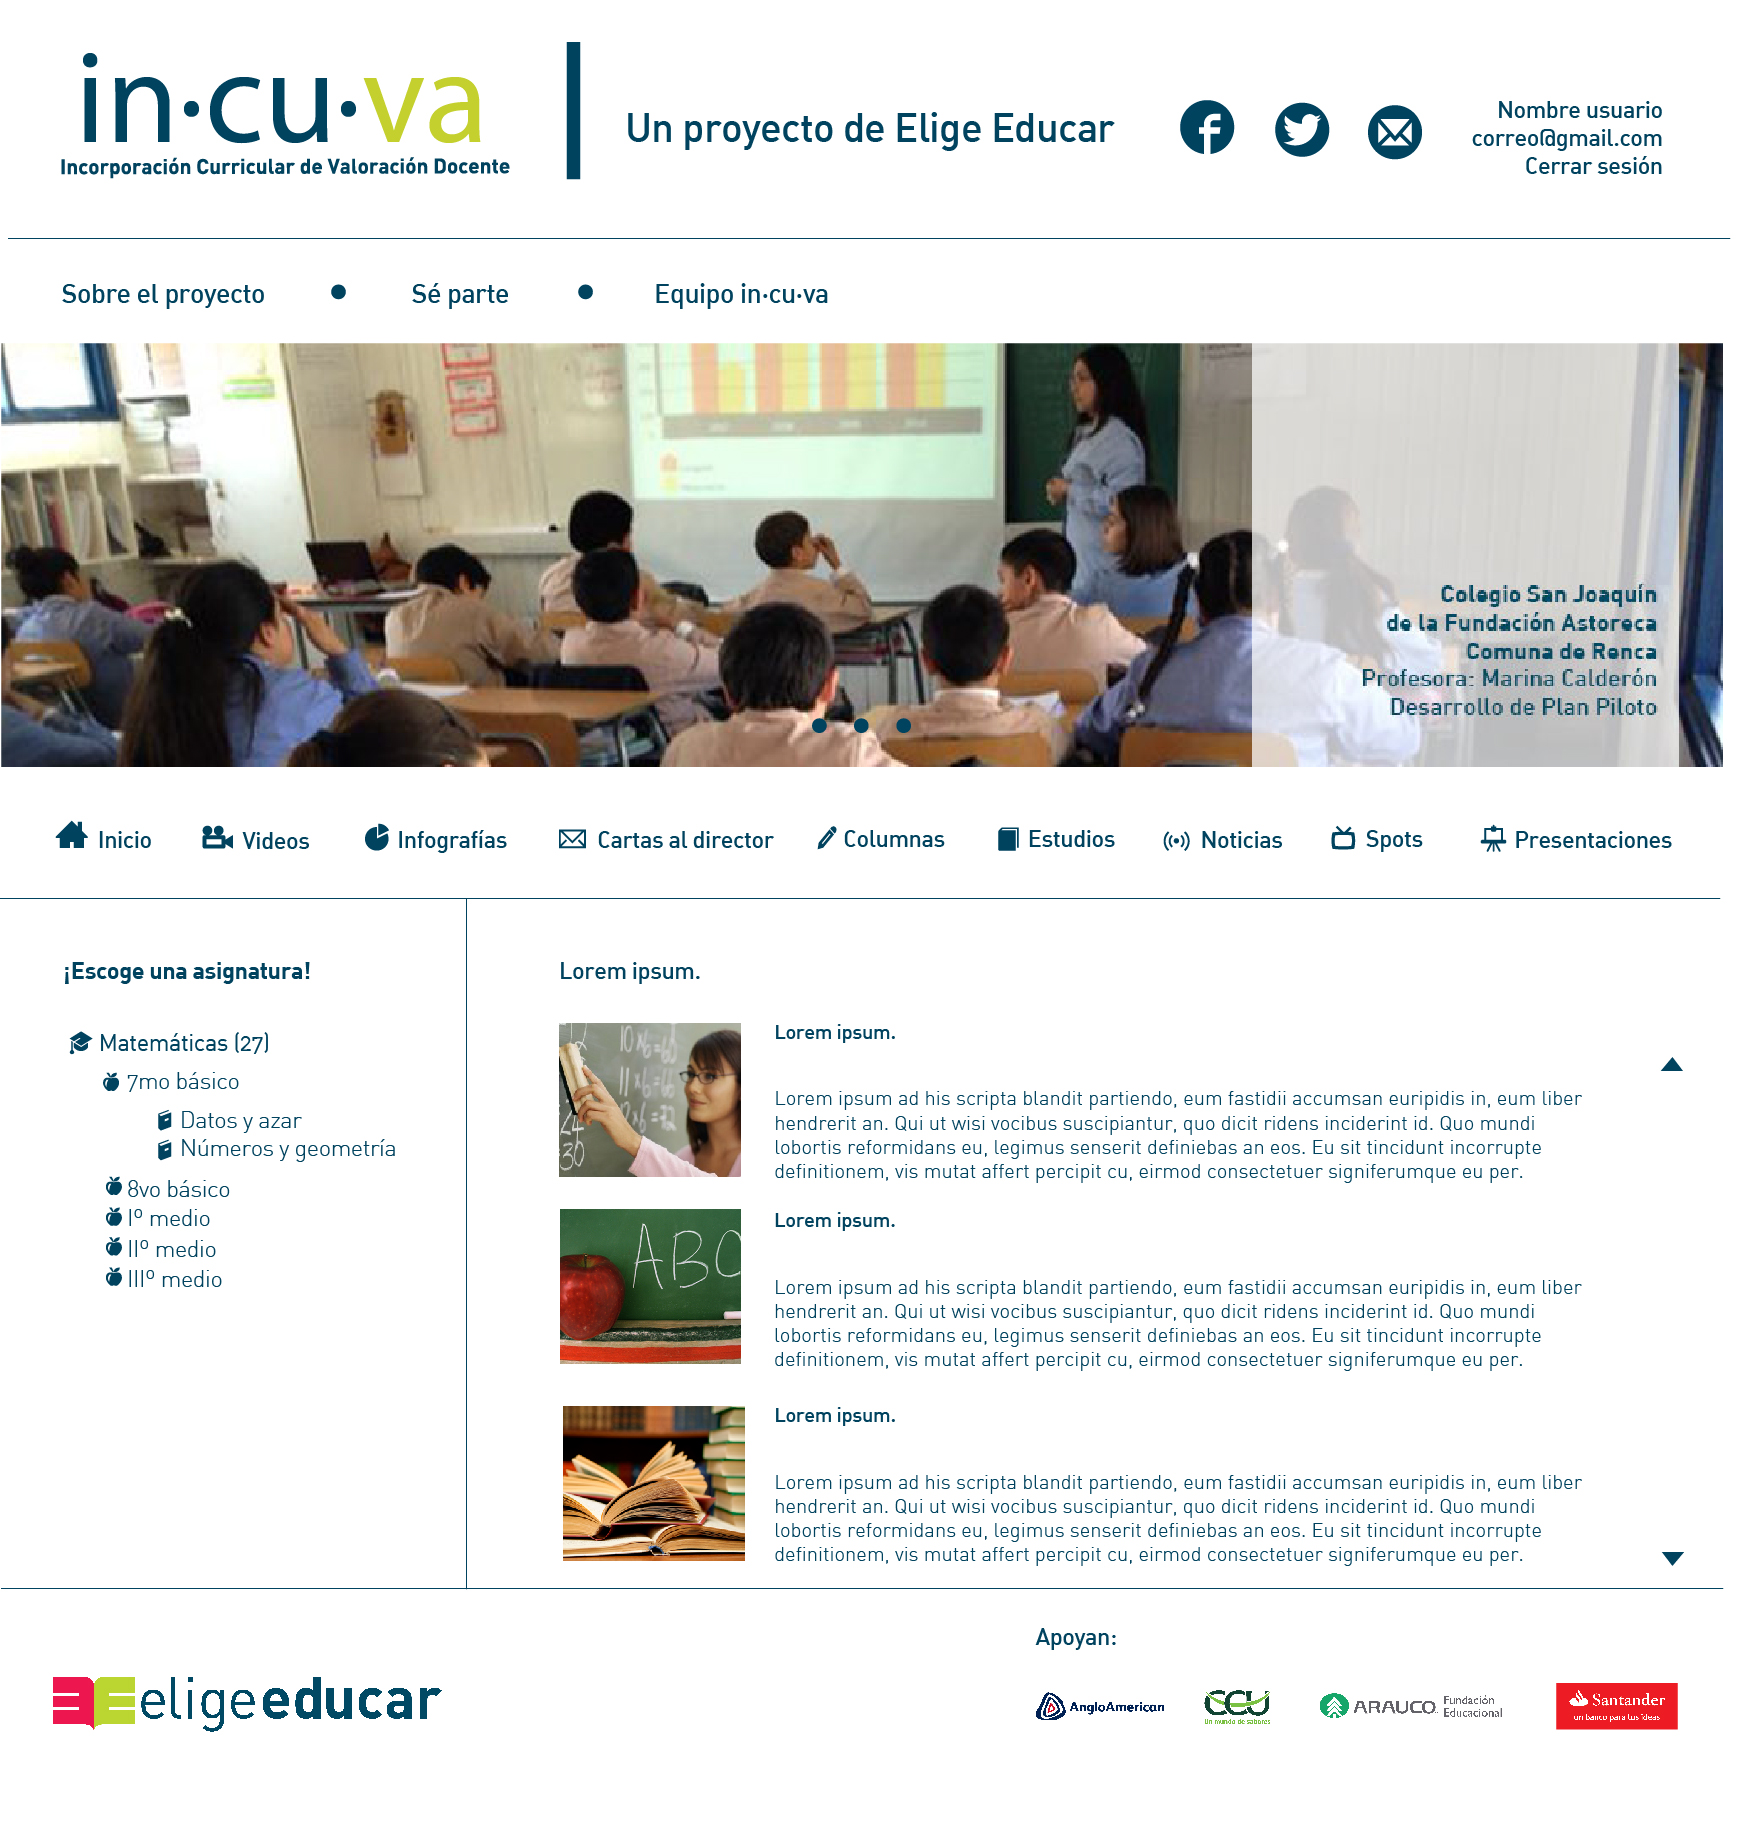 in·cu·va
Incorporación Curricular de Valoración Docente
Un proyecto de Elige Educar
Nombre usuario
correo@gmail.com
Cerrar sesión
Sobre el proyecto
Sé parte
Equipo in·cu·va
Colegio San Joaquín
de la Fundación Astoreca
Comuna de Renca
Profesora: Marina Calderón
Desarrollo de Plan Piloto
Inicio
Videos
Infografías
Cartas al director
Columnas
Estudios
Noticias
Spots
Presentaciones
¡Escoge una asignatura!
Matemáticas (27)
7mo básico
Datos y azar
Números y geometría
8vo básico
Iº medio
IIº medio
IIIº medio
Lorem ipsum.
10x6=60
11x6=66
12x6=72
24
30
Lorem ipsum.
Lorem ipsum ad his scripta blandit partiendo, eum fastidii accumsan euripidis in, eum liber
hendrerit an. Qui ut wisi vocibus suscipiantur, quo dicit ridens inciderint id. Quo mundi
lobortis reformidans eu, legimus senserit definiebas an eos. Eu sit tincidunt incorrupte
definitionem, vis mutat affert percipit cu, eirmod consectetuer signiferumque eu per.
ABC
Lorem ipsum.
Lorem ipsum ad his scripta blandit partiendo, eum fastidii accumsan euripidis in, eum liber
hendrerit an. Qui ut wisi vocibus suscipiantur, quo dicit ridens inciderint id. Quo mundi
lobortis reformidans eu, legimus senserit definiebas an eos. Eu sit tincidunt incorrupte
definitionem, vis mutat affert percipit cu, eirmod consectetuer signiferumque eu per.
Lorem ipsum.
Lorem ipsum ad his scripta blandit partiendo, eum fastidii accumsan euripidis in, eum liber
hendrerit an. Qui ut wisi vocibus suscipiantur, quo dicit ridens inciderint id. Quo mundi
lobortis reformidans eu, legimus senserit definiebas an eos. Eu sit tincidunt incorrupte
definitionem, vis mutat affert percipit cu, eirmod consectetuer signiferumque eu per.
eligeeducar
Apoyan:
AngloAmerican
CCU
Un mundo de sabores
ARAUCO
Fundación
Educacional
Santander
un banco para tus ideas